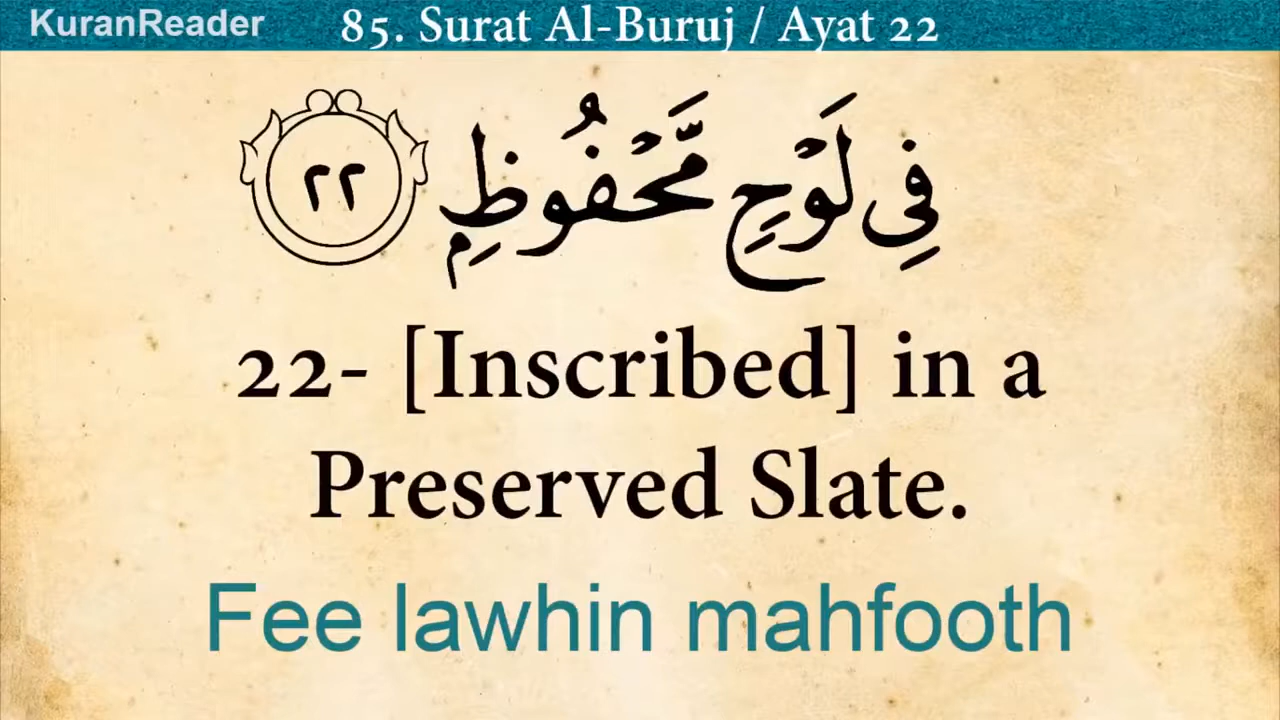 KuranReader
85. Surat Al-Buruj / Ayat 22
فِى لَوْحٍ مَّحْفُوظٍۭ ٢٢
22- [Inscribed] in a
Preserved Slate.
Fee lawhin mahfooth